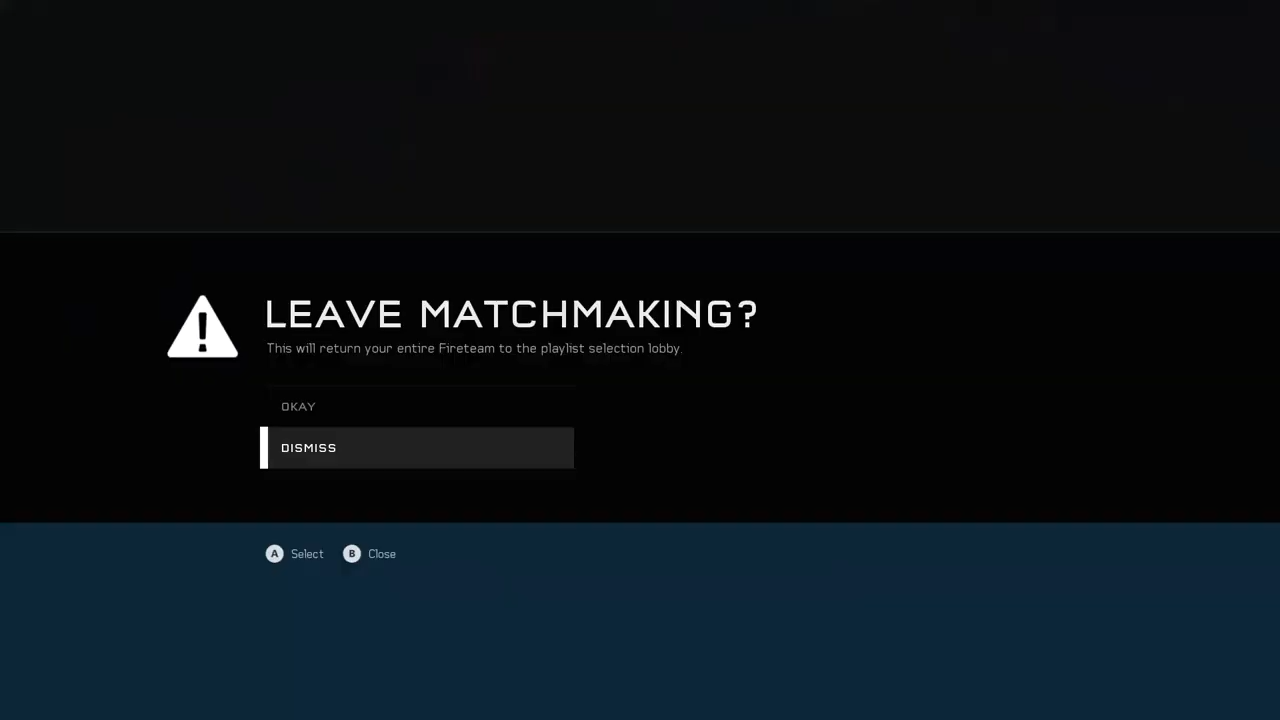 LEAVE MATCHMAKING?
This will return your entire Fireteam to the playlist selection lobby.
OKAY
DISMISS
A Select B Close